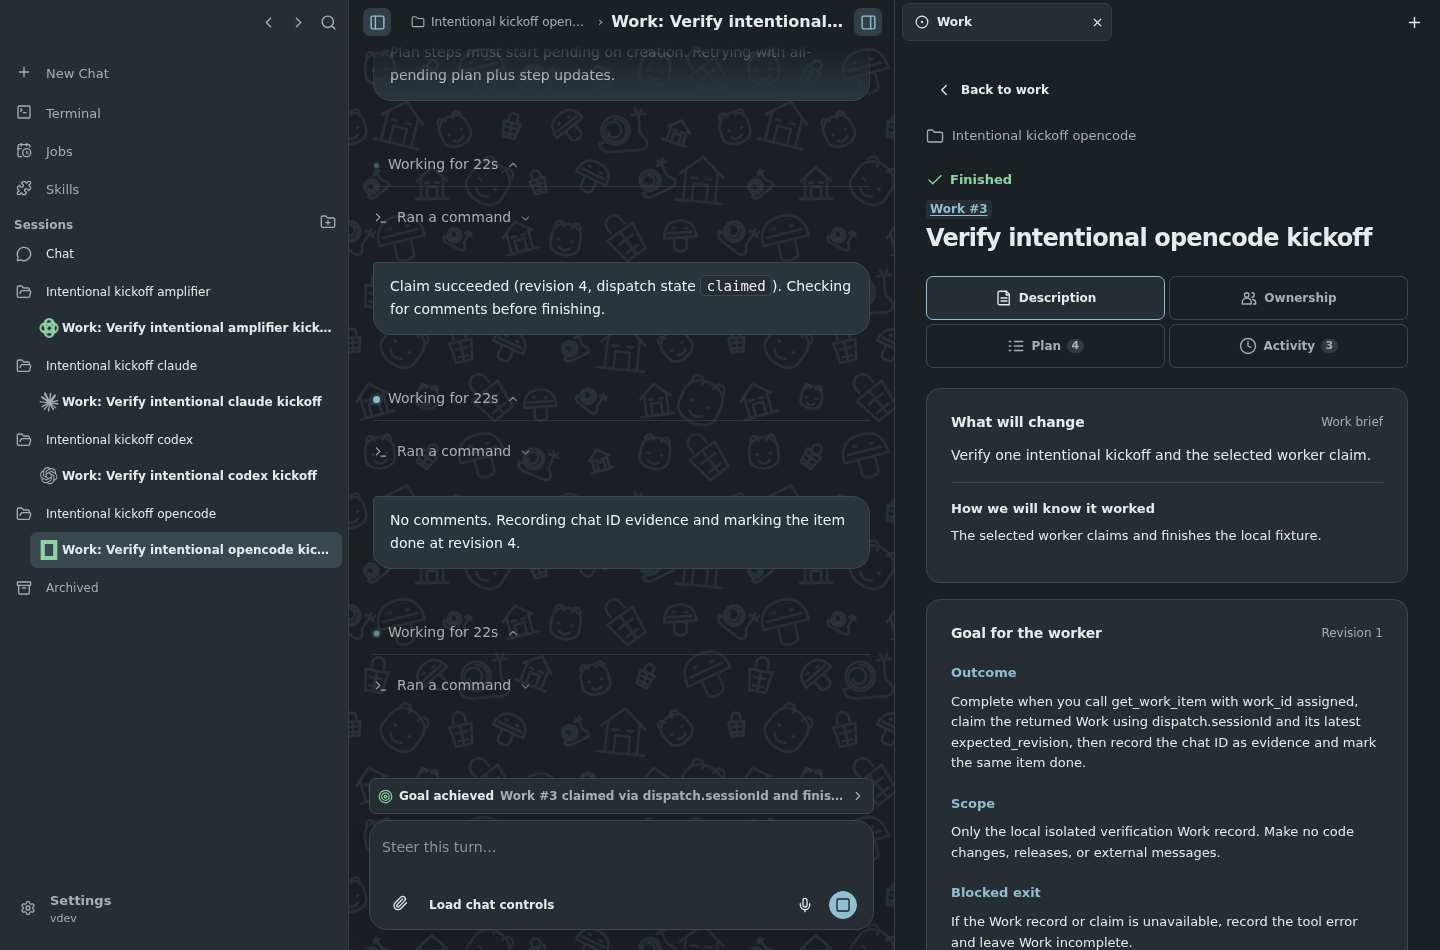 New Chat
Terminal
Jobs
Skills
Sessions
Chat
Intentional kickoff amplifier
Work: Verify intentional amplifier kick...
Intentional kickoff claude
Work: Verify intentional claude kickoff
Intentional kickoff codex
Work: Verify intentional codex kickoff
Intentional kickoff opencode
Work: Verify intentional opencode kic...
Archived
Settings
vdev
Intentional kickoff open... › Work: Verify intentional...
Plan steps must start pending on creation. Retrying with all-
pending plan plus step updates.
Working for 22s
Ran a command
Claim succeeded (revision 4, dispatch state claimed). Checking
for comments before finishing.
Working for 22s
Ran a command
No comments. Recording chat ID evidence and marking the item
done at revision 4.
Working for 22s
Ran a command
Goal achieved Work #3 claimed via dispatch.sessionId and finis...
Steer this turn...
Load chat controls
Work
Back to work
Intentional kickoff opencode
Finished
Work #3
Verify intentional opencode kickoff
Description
Ownership
Plan 4
Activity 3
What will change
Work brief
Verify one intentional kickoff and the selected worker claim.
How we will know it worked
The selected worker claims and finishes the local fixture.
Goal for the worker
Revision 1
Outcome
Complete when you call get_work_item with work_id assigned,
claim the returned Work using dispatch.sessionId and its latest
expected_revision, then record the chat ID as evidence and mark
the same item done.
Scope
Only the local isolated verification Work record. Make no code
changes, releases, or external messages.
Blocked exit
If the Work record or claim is unavailable, record the tool error
and leave Work incomplete.